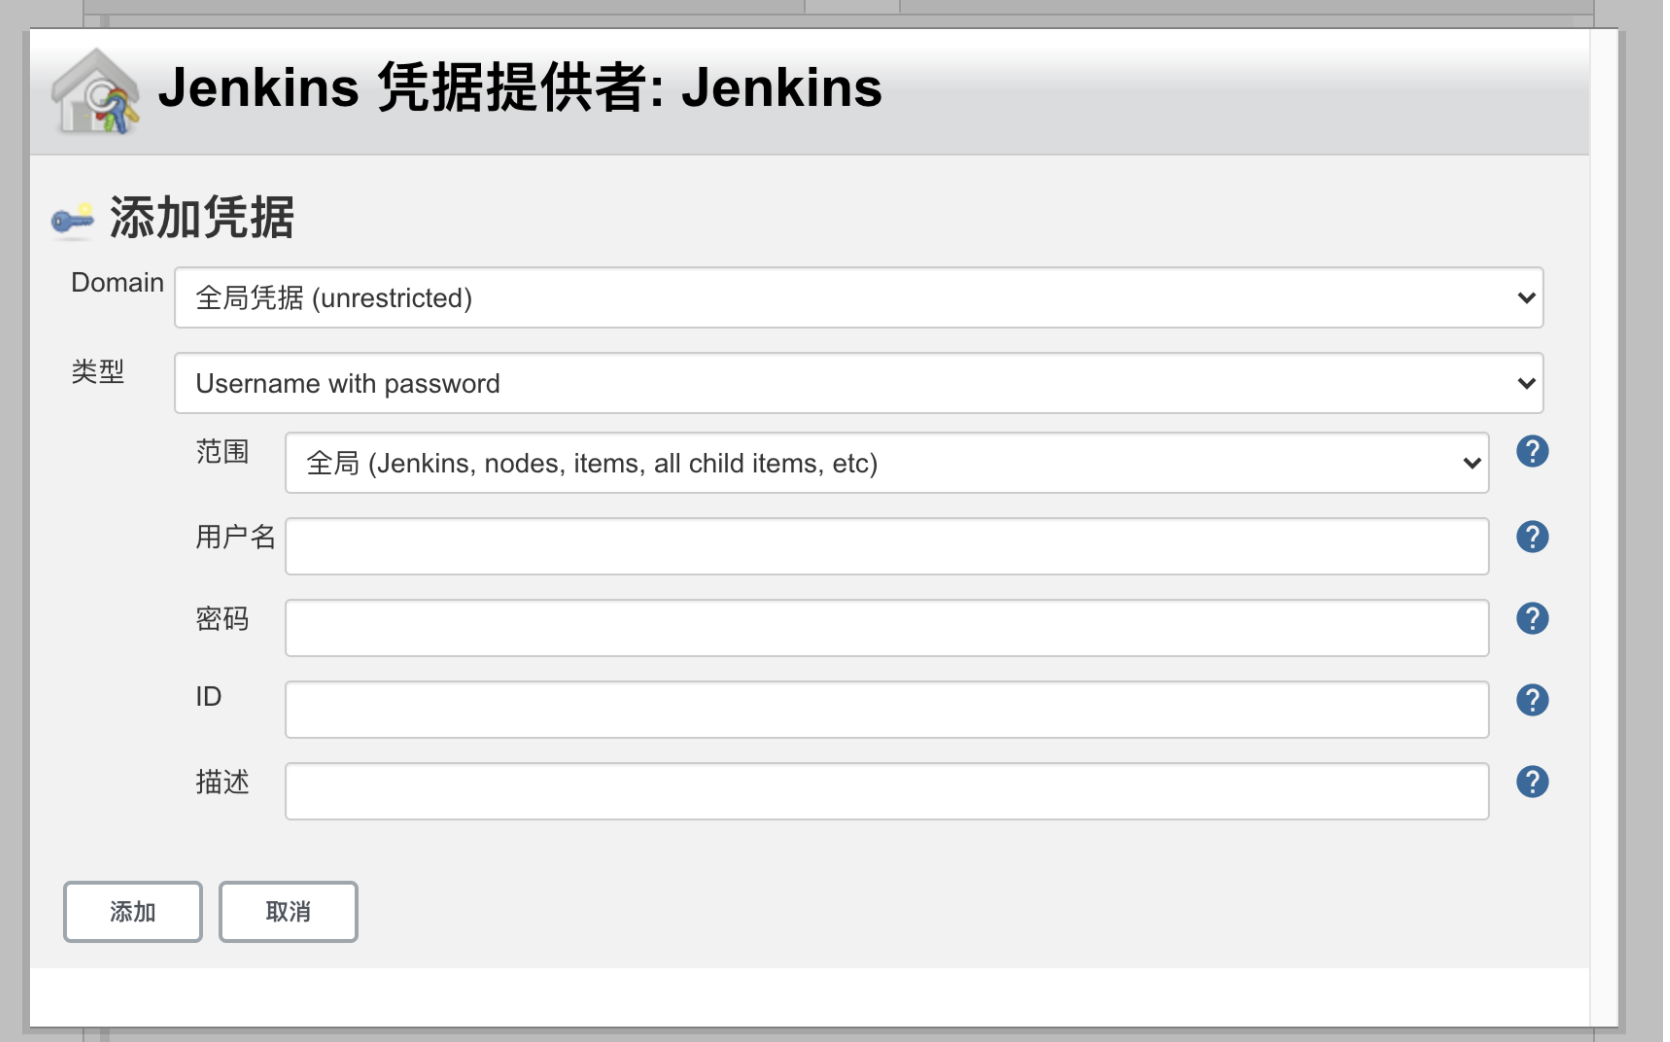 Jenkins 凭据提供者: Jenkins
添加凭据
Domain
全局凭据 (unrestricted)
类型
Username with password
范围
全局 (Jenkins, nodes, items, all child items, etc)
用户名
密码
ID
描述
添加
取消